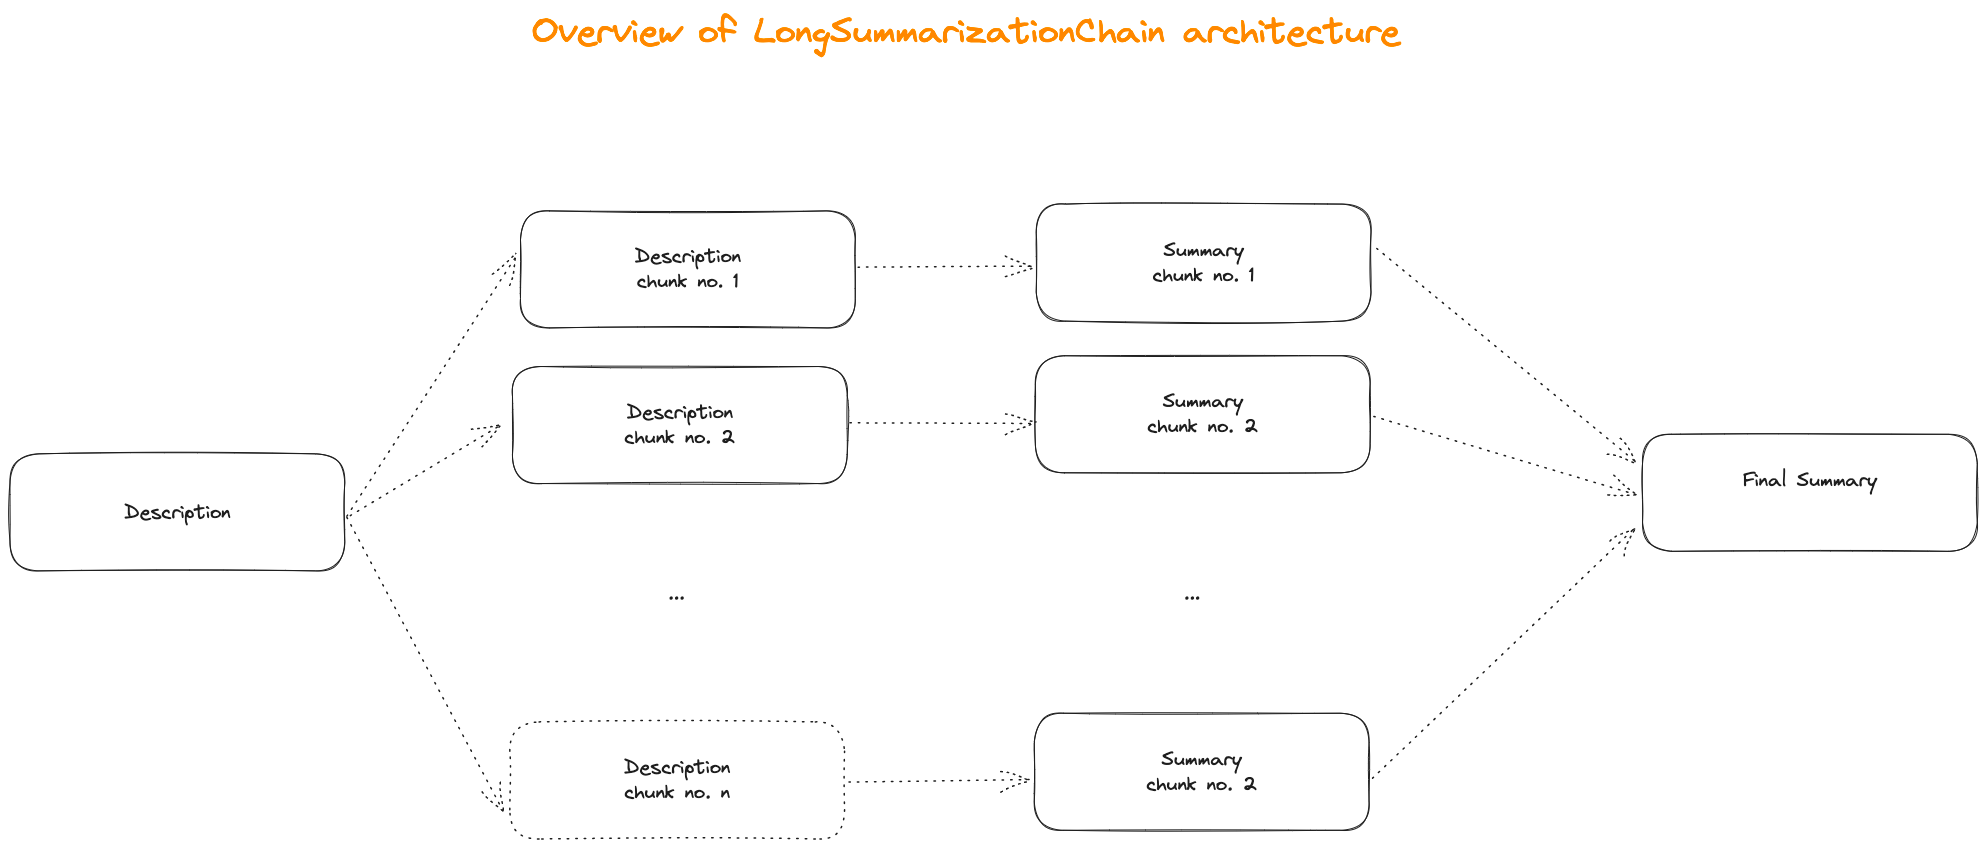 Overview of LongSummarizationChain architecture
Description
Description
chunk no. 1
Summary
chunk no. 1
Description
chunk no. 2
Summary
chunk no. 2
...
...
Description
chunk no. n
Summary
chunk no. 2
Final Summary